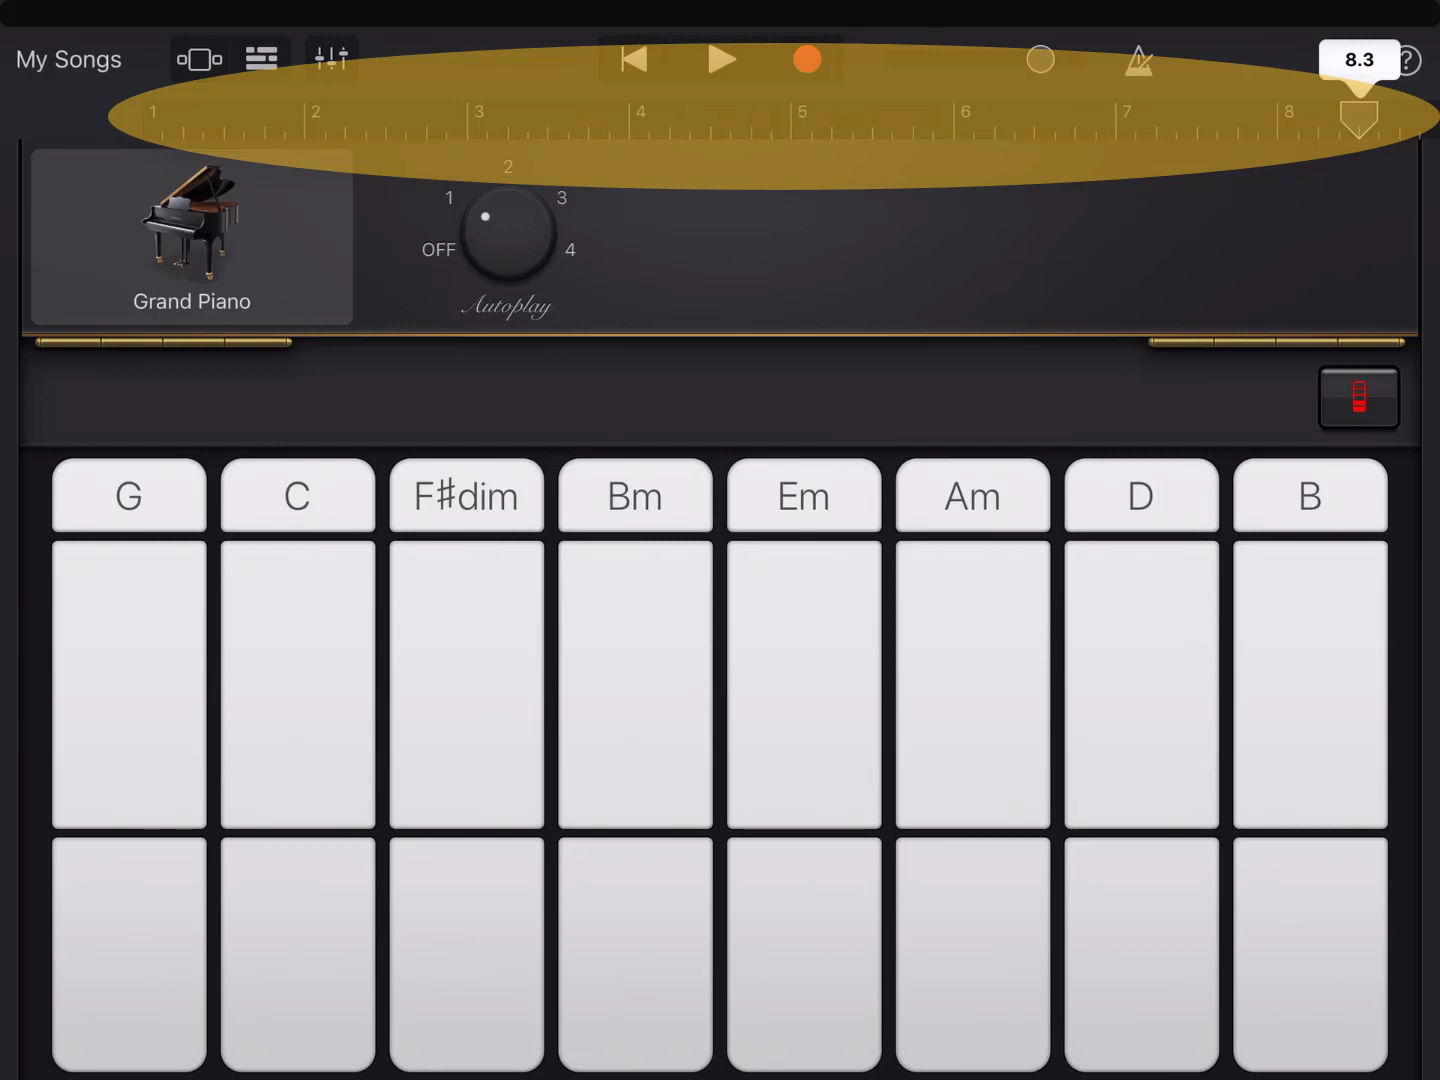 My Songs
8.3
?
1 2 3 4 5 6 7 8
Grand Piano
OFF 1 2 3 4
Autoplay
G C F♯dim Bm Em Am D B